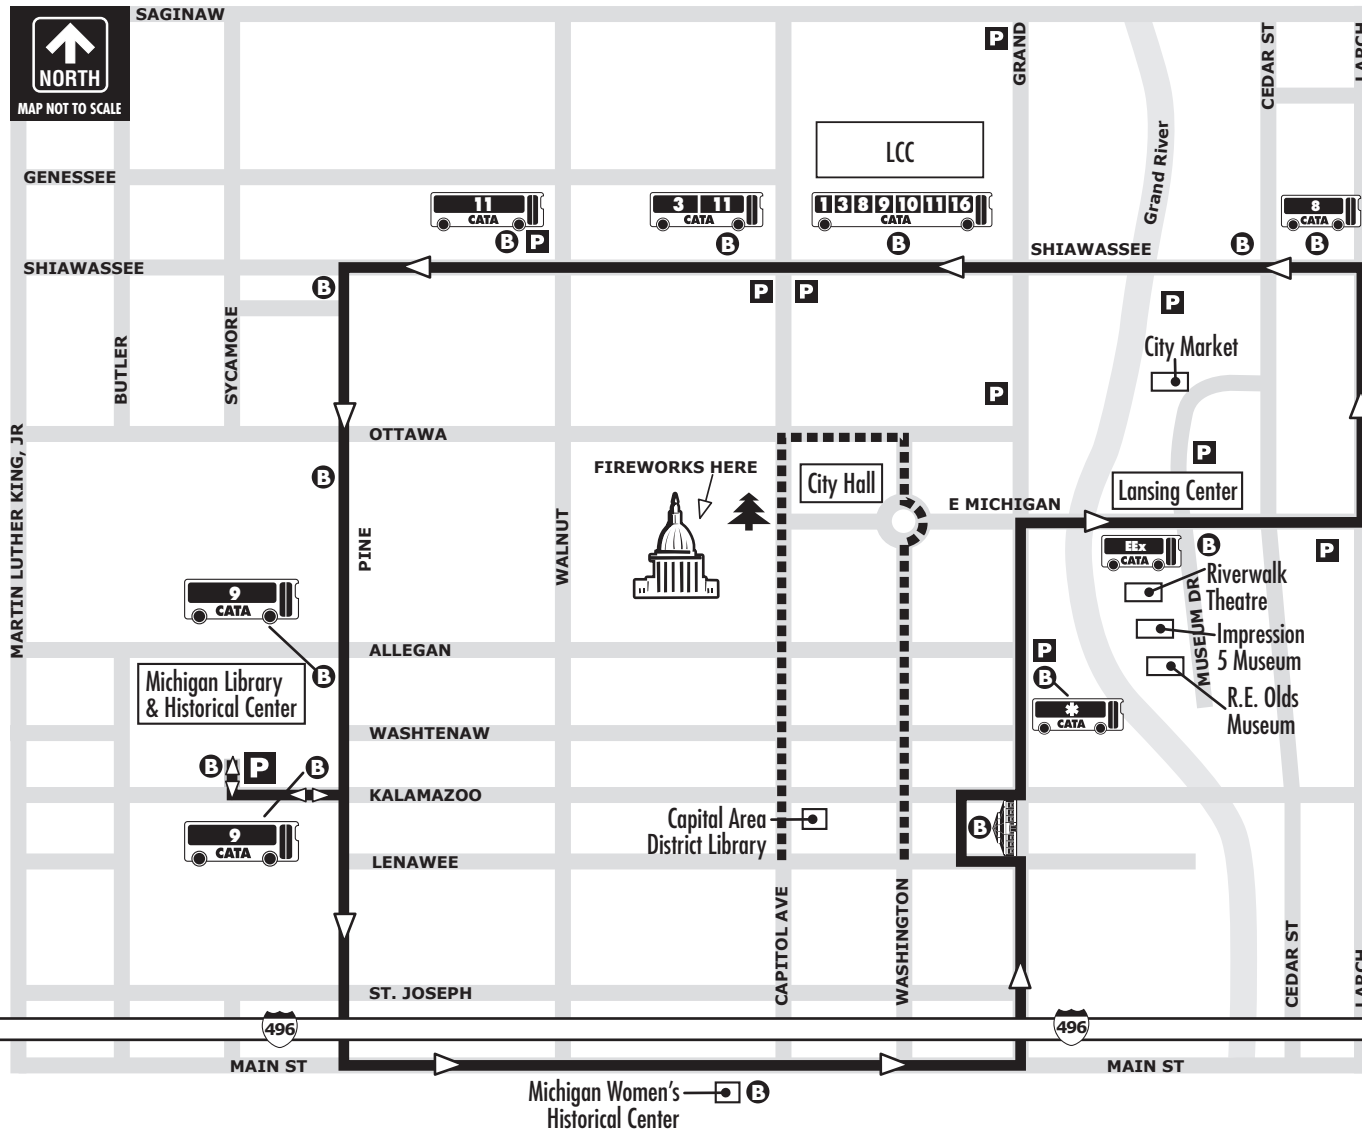 SAGINAW
NORTH
MAP NOT TO SCALE
P
GRAND
CEDAR ST
LARCH
Grand River
LCC
GENESSEE
11
CATA
B P
3 11
CATA
B
1 3 8 9 10 11 16
CATA
B
8
CATA
B
B
SHIAWASSEE
SHIAWASSEE
B
P P
P
BUTLER
SYCAMORE
City Market
P
MARTIN LUTHER KING, JR
OTTAWA
B
FIREWORKS HERE
City Hall
P
Lansing Center
E MICHIGAN
PINE
WALNUT
EEx
CATA
B
P
Riverwalk
Theatre
MUSEUM DR
Impression
5 Museum
R.E. Olds
Museum
9
CATA
B
ALLEGAN
P
B
*
CATA
Michigan Library
& Historical Center
WASHTENAW
B P B
KALAMAZOO
9
CATA
Capital Area
District Library
B
LENAWEE
CAPITOL AVE
WASHINGTON
CEDAR ST
LARCH
ST. JOSEPH
496
496
MAIN ST
MAIN ST
Michigan Women's
Historical Center
B